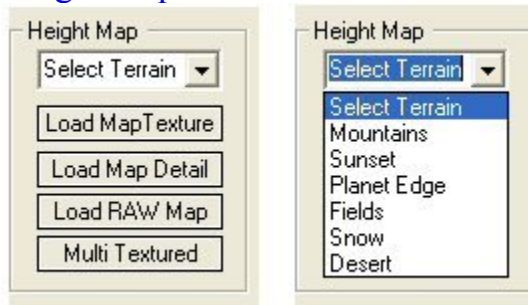 Height Map
Select Terrain
Load MapTexture
Load Map Detail
Load RAW Map
Multi Textured
Height Map
Select Terrain
Select Terrain
Mountains
Sunset
Planet Edge
Fields
Snow
Desert